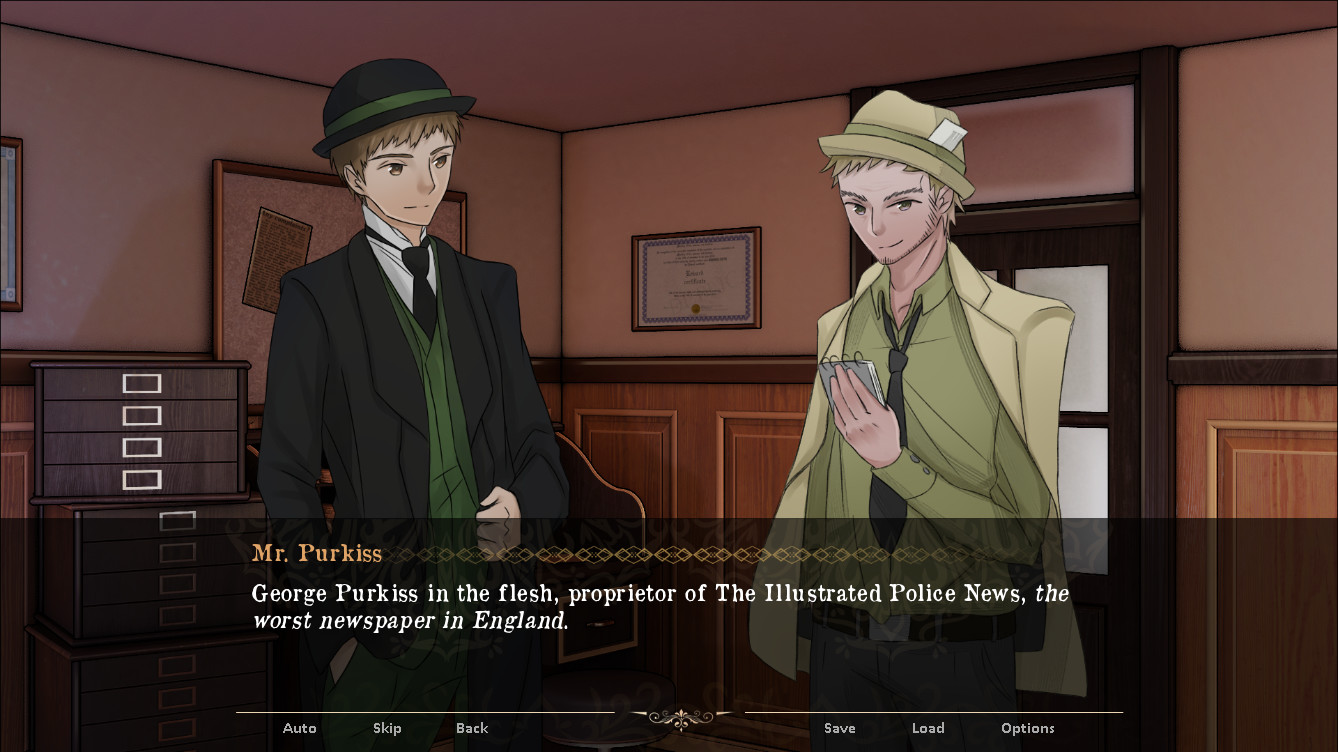 Mr. Purkiss
George Purkiss in the flesh, proprietor of The Illustrated Police News, the
worst newspaper in England.
Auto Skip Back Save Load Options